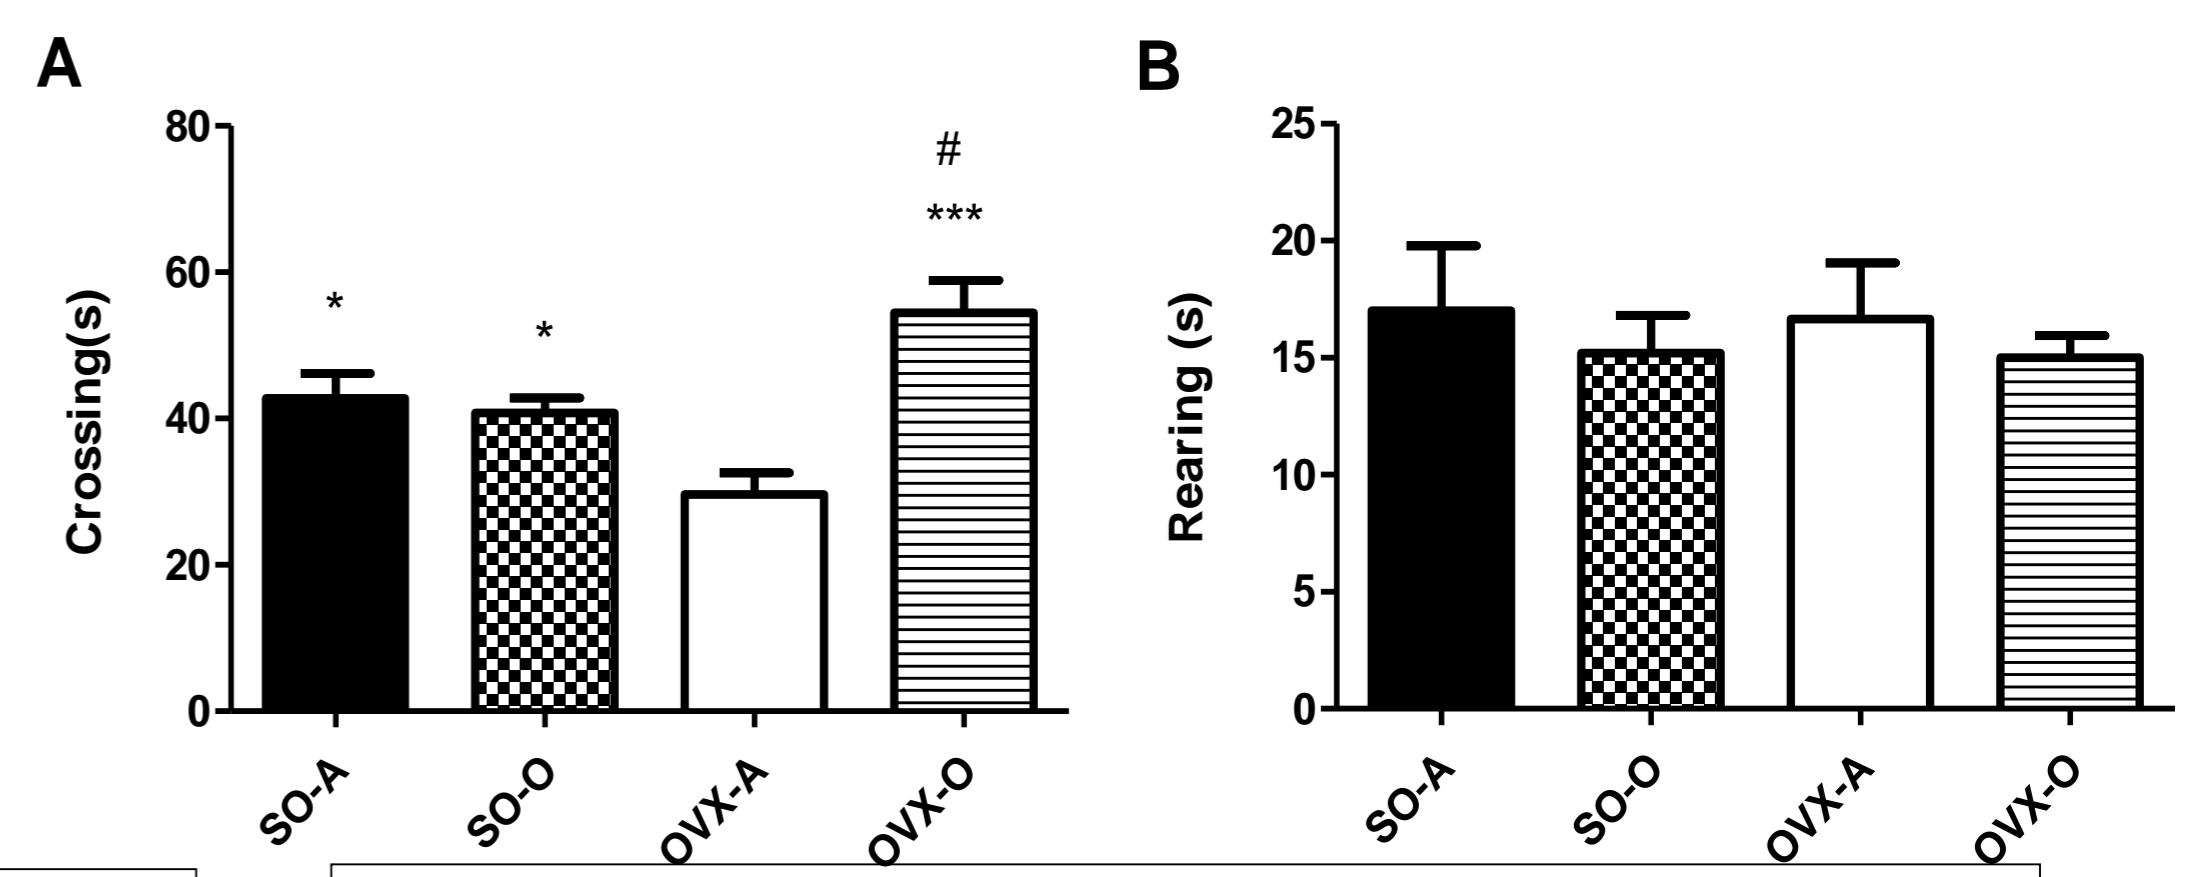 A
B
80
60
40
20
0
Crossing(s)
*
*
#
***
SO-A
SO-O
OVX-A
OVX-O
25
20
15
10
5
0
Rearing (s)
SO-A
SO-O
OVX-A
OVX-O